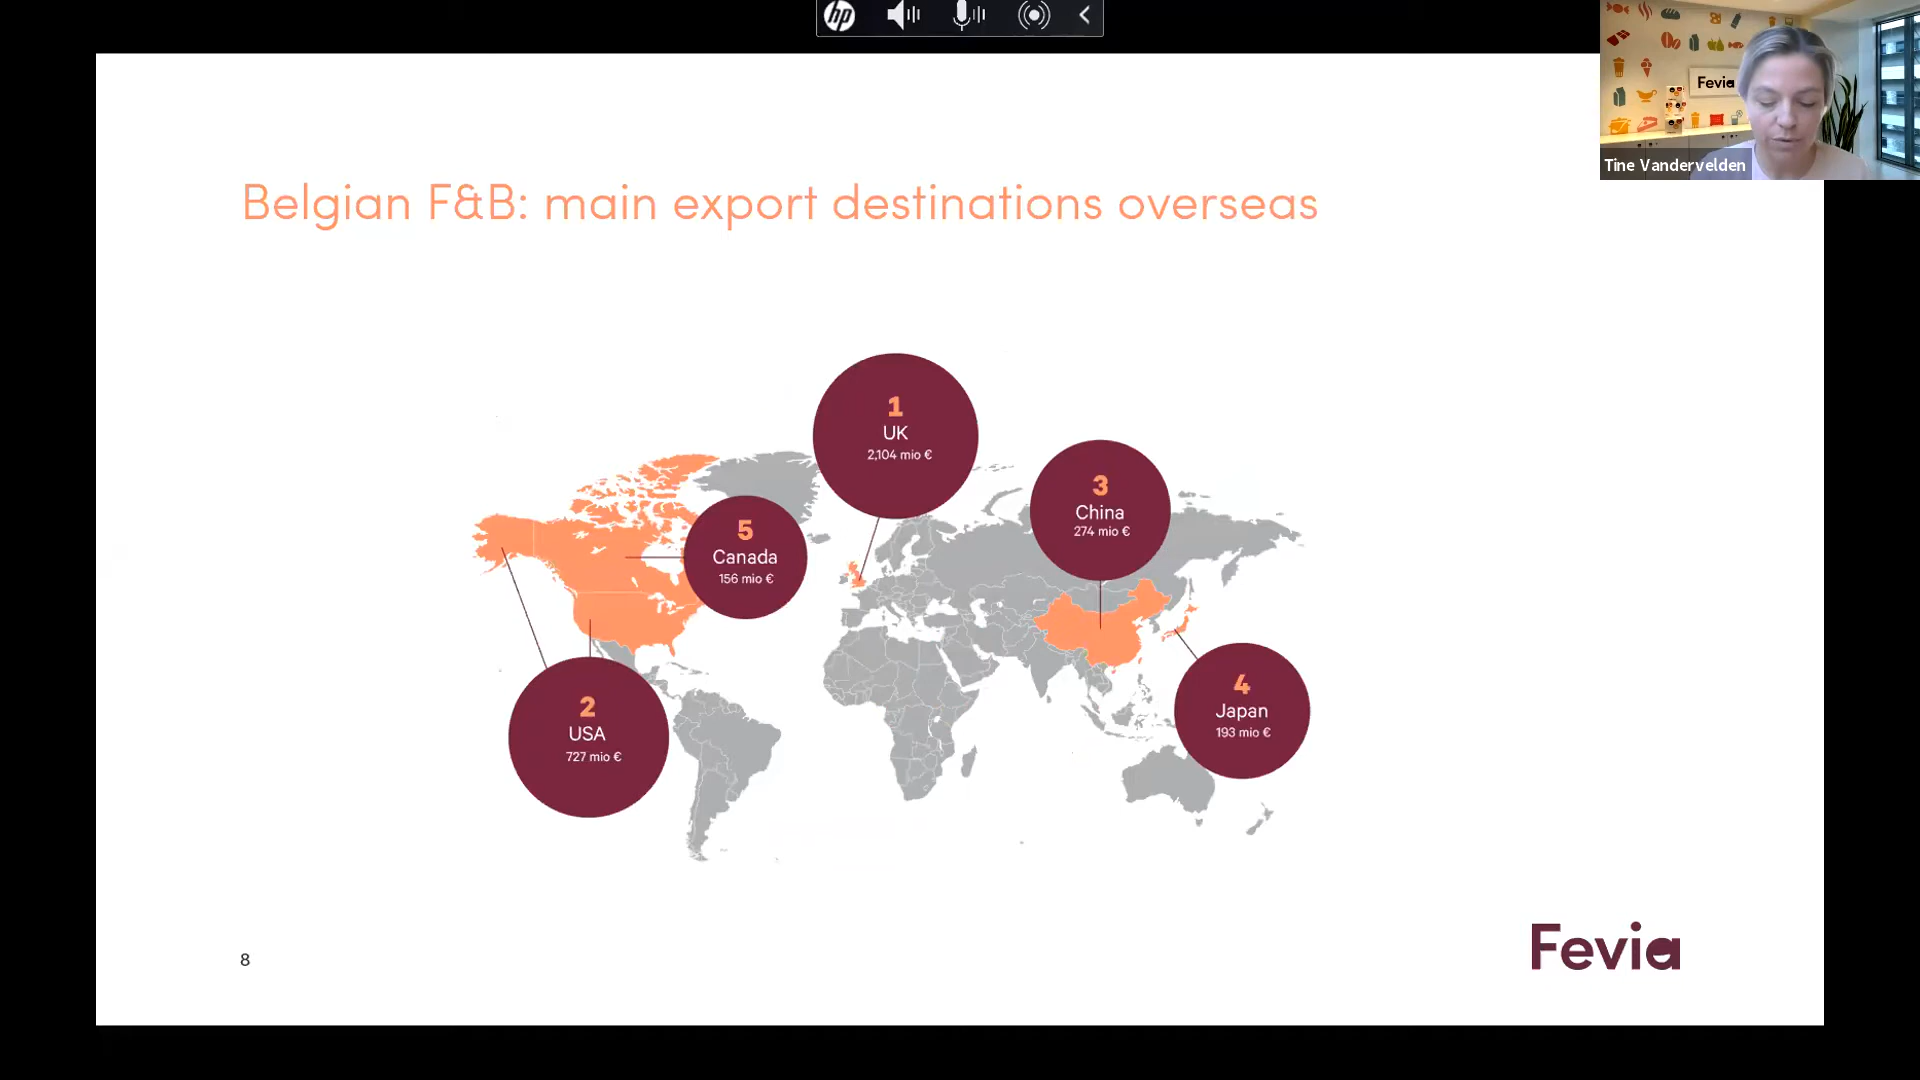 hp
Fevia
Tine Vandervelden
Belgian F&B: main export destinations overseas
1
UK
2,104 mio €
3
China
274 mio €
5
Canada
156 mio €
2
USA
727 mio €
4
Japan
193 mio €
8
Fevia